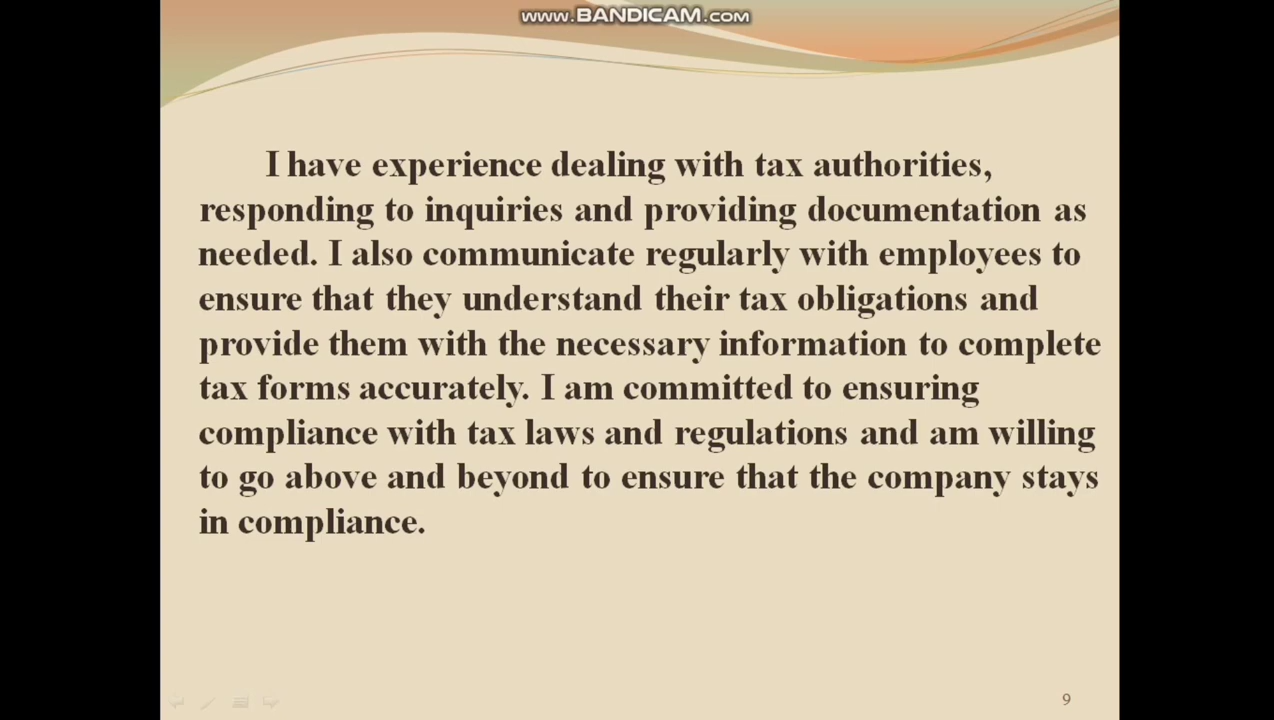 www.BANDICAM.com
I have experience dealing with tax authorities,
responding to inquiries and providing documentation as
needed. I also communicate regularly with employees to
ensure that they understand their tax obligations and
provide them with the necessary information to complete
tax forms accurately. I am committed to ensuring
compliance with tax laws and regulations and am willing
to go above and beyond to ensure that the company stays
in compliance.
9